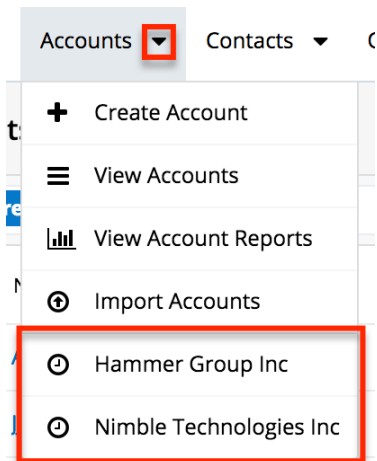 Accounts Contacts
Create Account
View Accounts
View Account Reports
Import Accounts
Hammer Group Inc
Nimble Technologies Inc